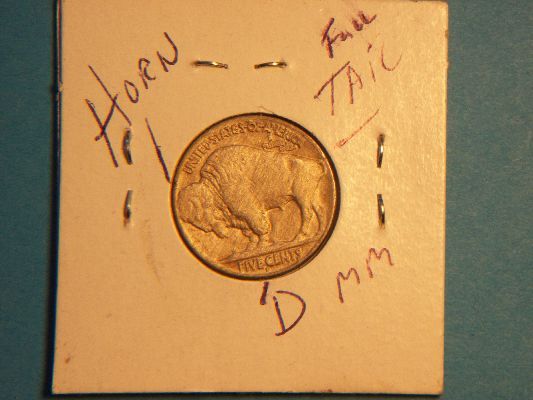 HORN
Full
TAIL
UNITED STATES OF AMERICA
FIVE CENTS
'D MM